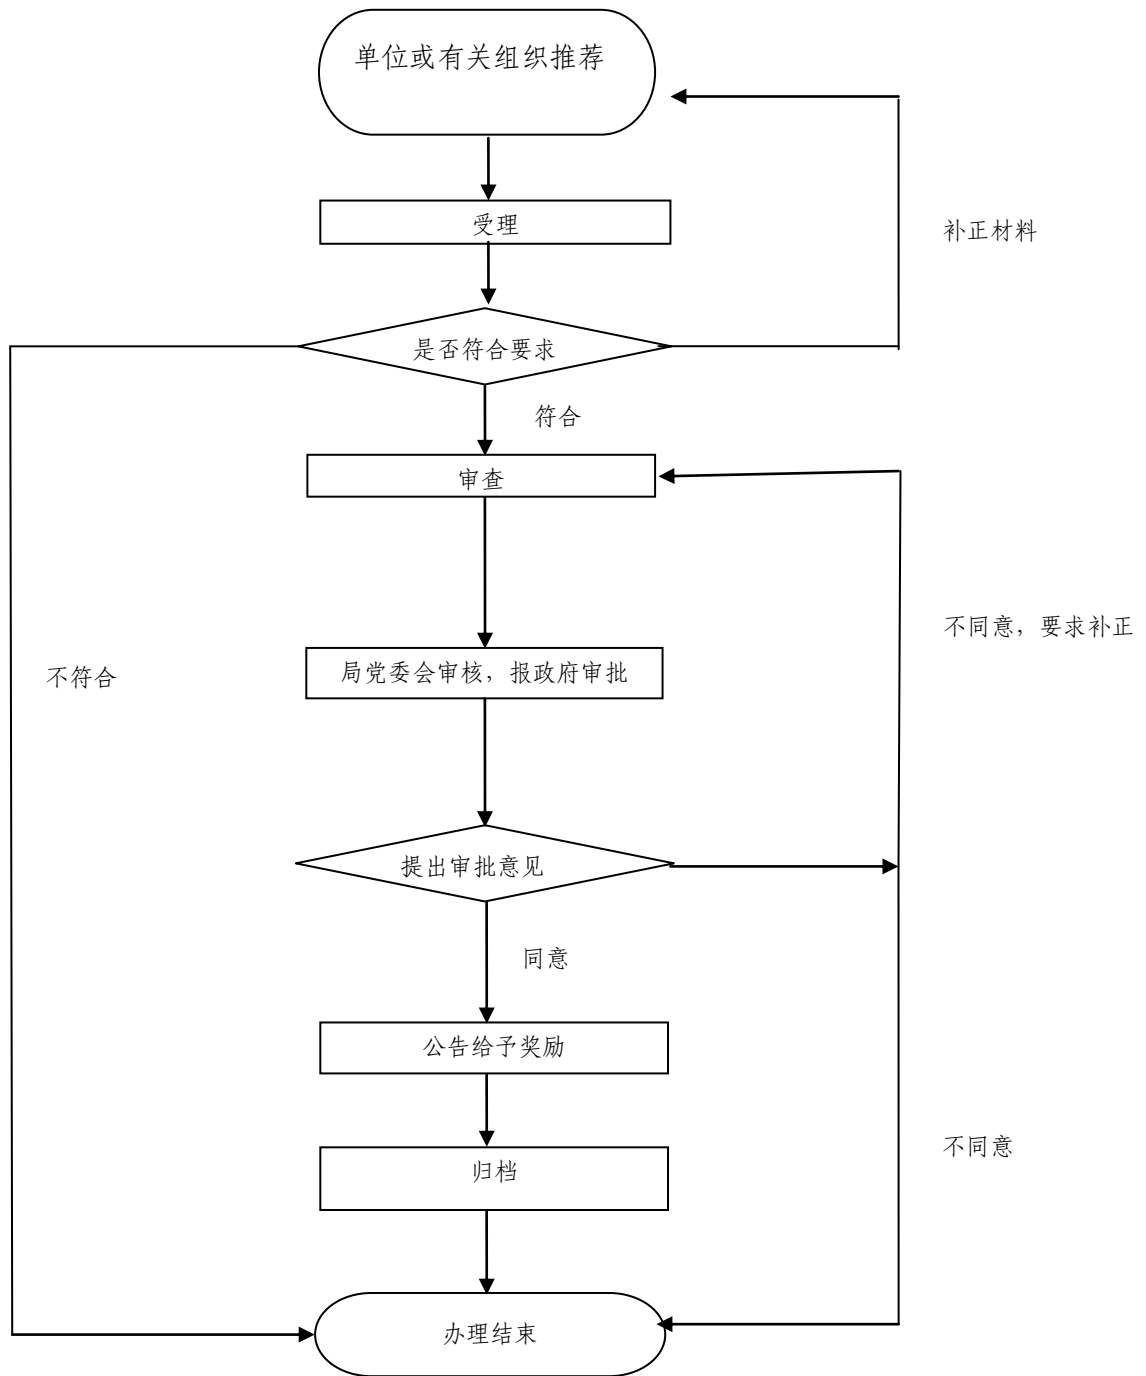 单位或有关组织推荐
受理
补正材料
是否符合要求
符合
审查
不同意，要求补正
局党委会审核，报政府审批
不符合
提出审批意见
同意
公告给予奖励
不同意
归档
办理结束